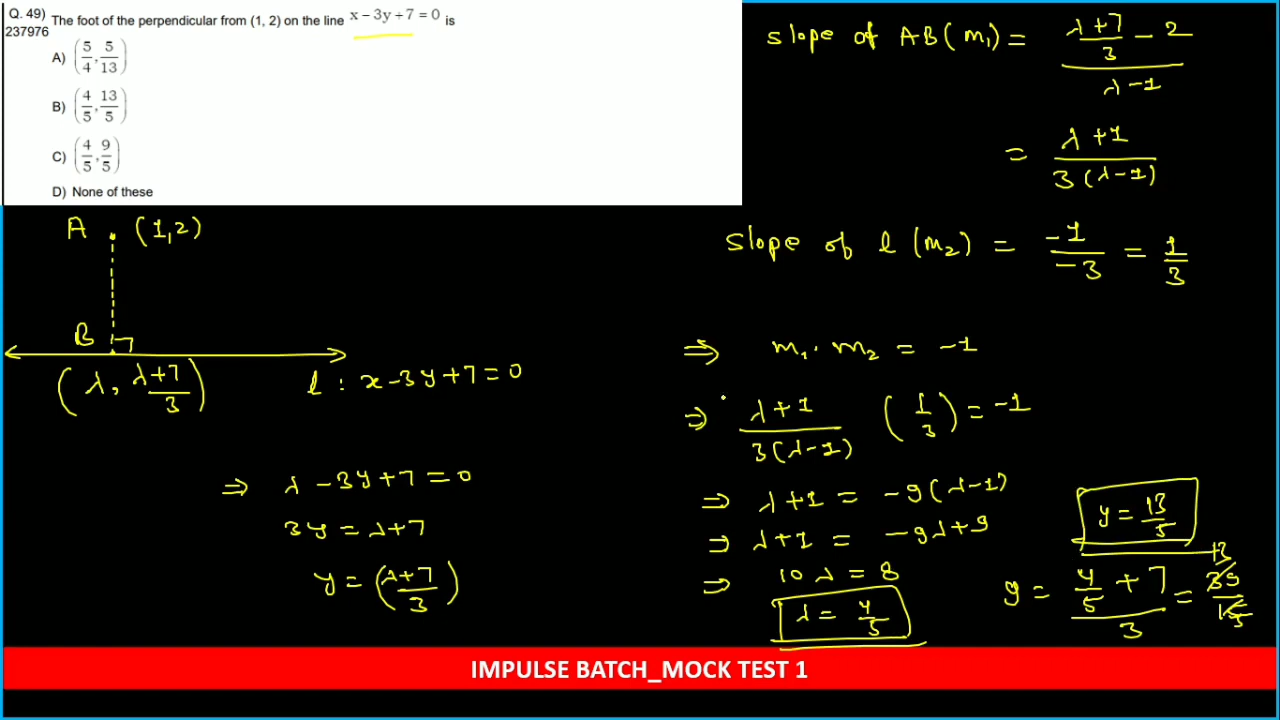 Q. 49) The foot of the perpendicular from (1, 2) on the line x − 3y + 7 = 0 is
237976
A) (5/4, 5/13)
B) (4/5, 13/5)
C) (4/5, 9/5)
D) None of these
A (1,2)
B
(λ, (λ+7)/3)
l : x-3y+7=0
⇒ λ -3y+7=0
3y = λ+7
y = ((λ+7)/3)
slope of AB(m₁) = ((λ+7)/3 - 2)/(λ-1)
= (λ+1)/(3(λ-1))
slope of l (m₂) = -1/-3 = 1/3
⇒ m₁. m₂ = -1
⇒ (λ+1)/(3(λ-1)) (1/3) = -1
⇒ λ+1 = -9(λ-1)
⇒ λ+1 = -9λ+9
⇒ 10λ = 8
λ = 4/5
y = 13/5
y = (4/5 + 7)/3 = 39/15
13
5
IMPULSE BATCH_MOCK TEST 1